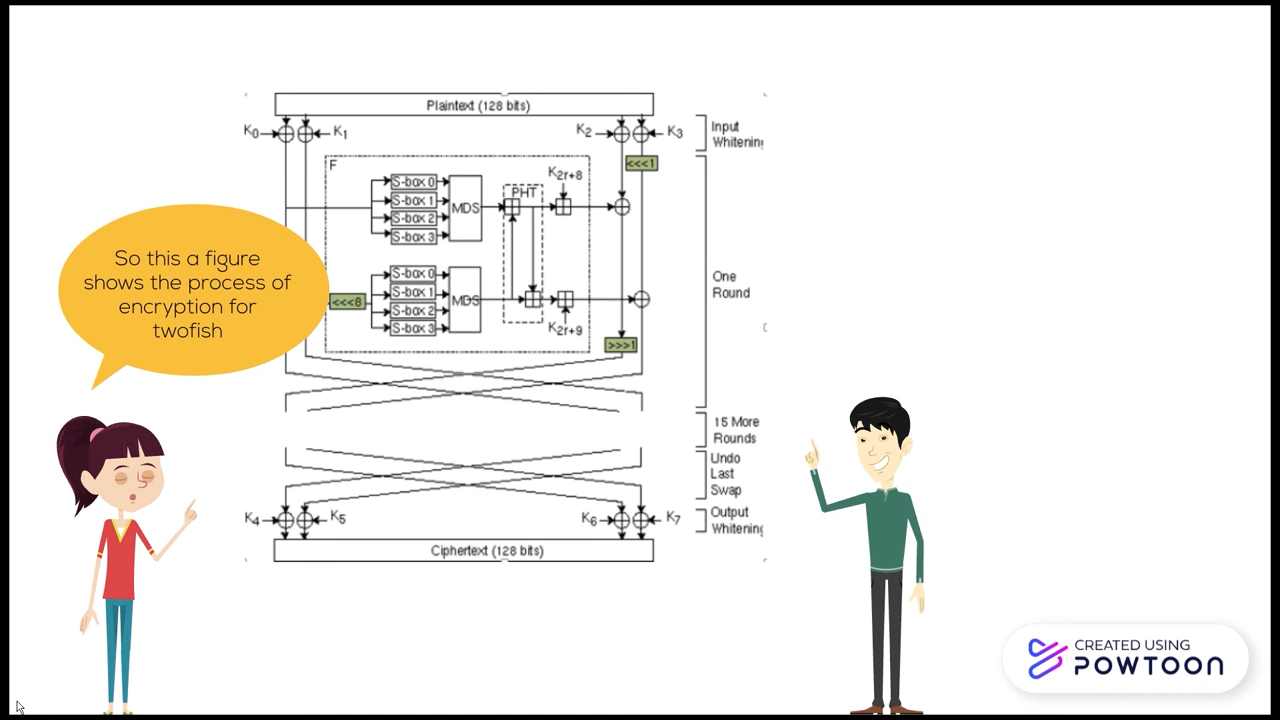 Plaintext (128 bits)
K0
K1
K2
K3
Input
Whitening
<<<1
F
K2r+8
S-box 0
S-box 1
S-box 2
S-box 3
MDS
PHT
So this a figure
shows the process of
encryption for
twofish
One
Round
<<<8
S-box 0
S-box 1
S-box 2
S-box 3
MDS
K2r+9
>>>1
15 More
Rounds
Undo
Last
Swap
K4
K5
K6
K7
Output
Whitening
Ciphertext (128 bits)
CREATED USING
POWTOON